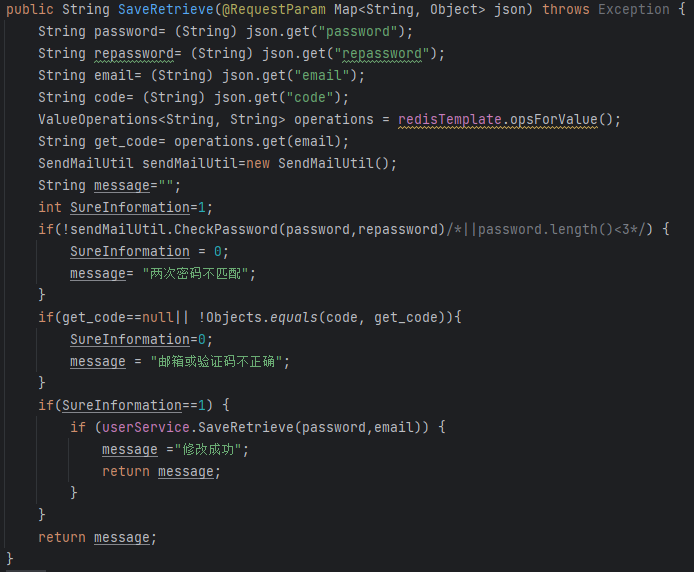 public String SaveRetrieve(@RequestParam Map<String, Object> json) throws Exception {
String password= (String) json.get("password");
String repassword= (String) json.get("repassword");
String email= (String) json.get("email");
String code= (String) json.get("code");
ValueOperations<String, String> operations = redisTemplate.opsForValue();
String get_code= operations.get(email);
SendMailUtil sendMailUtil=new SendMailUtil();
String message="";
int SureInformation=1;
if(!sendMailUtil.CheckPassword(password,repassword)/*||password.length()<3*/) {
SureInformation = 0;
message= "两次密码不匹配";
}
if(get_code==null|| !Objects.equals(code, get_code)){
SureInformation=0;
message = "邮箱或验证码不正确";
}
if(SureInformation==1) {
if (userService.SaveRetrieve(password,email)) {
message ="修改成功";
return message;
}
}
return message;
}